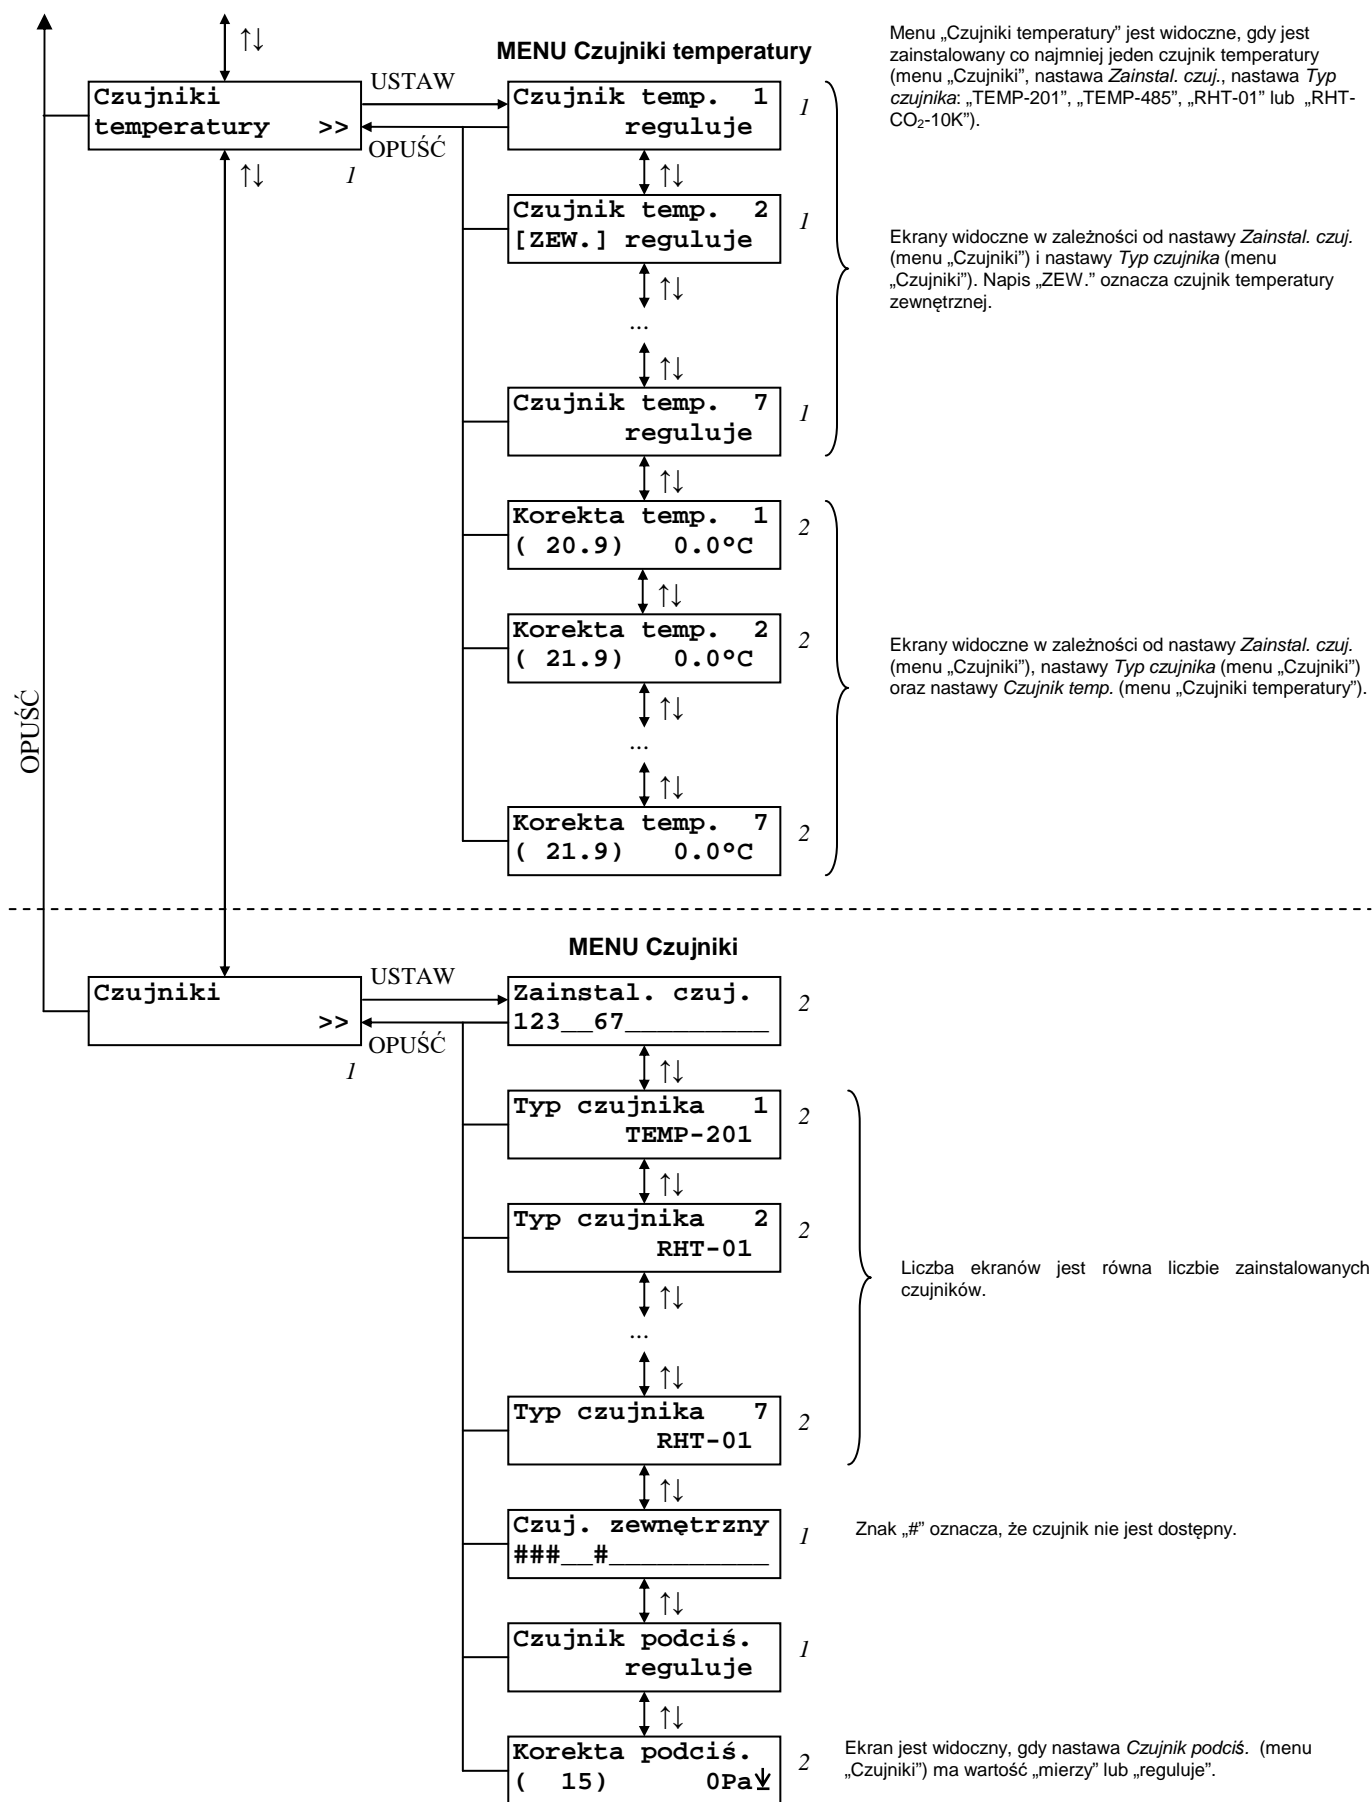 ↑↓
MENU Czujniki temperatury
Menu „Czujniki temperatury” jest widoczne, gdy jest
zainstalowany co najmniej jeden czujnik temperatury
(menu „Czujniki”, nastawa Zainstal. czuj., nastawa Typ
czujnika: „TEMP-201”, „TEMP-485”, „RHT-01” lub „RHT-
CO₂-10K”).
Czujniki
temperatury >>
1
USTAW
OPUŚĆ
↑↓
Czujnik temp. 1
reguluje
1
↑↓
Czujnik temp. 2
[ZEW.] reguluje
1
↑↓
...
↑↓
Czujnik temp. 7
reguluje
1
Ekrany widoczne w zależności od nastawy Zainstal. czuj.
(menu „Czujniki”) i nastawy Typ czujnika (menu
„Czujniki”). Napis „ZEW.” oznacza czujnik temperatury
zewnętrznej.
↑↓
Korekta temp. 1
( 20.9) 0.0°C
2
↑↓
Korekta temp. 2
( 21.9) 0.0°C
2
↑↓
...
↑↓
Korekta temp. 7
( 21.9) 0.0°C
2
Ekrany widoczne w zależności od nastawy Zainstal. czuj.
(menu „Czujniki”), nastawy Typ czujnika (menu „Czujniki”)
oraz nastawy Czujnik temp. (menu „Czujniki temperatury”).
OPUŚĆ
MENU Czujniki
Czujniki
>>
1
USTAW
OPUŚĆ
Zainstal. czuj.
123__67_________
2
↑↓
Typ czujnika 1
TEMP-201
2
↑↓
Typ czujnika 2
RHT-01
2
↑↓
...
↑↓
Typ czujnika 7
RHT-01
2
Liczba ekranów jest równa liczbie zainstalowanych
czujników.
↑↓
Czuj. zewnętrzny
###__#__________
1
Znak „#” oznacza, że czujnik nie jest dostępny.
↑↓
Czujnik podciś.
reguluje
1
↑↓
Korekta podciś.
( 15) 0Pa↓
2
Ekran jest widoczny, gdy nastawa Czujnik podciś. (menu
„Czujniki”) ma wartość „mierzy” lub „reguluje”.